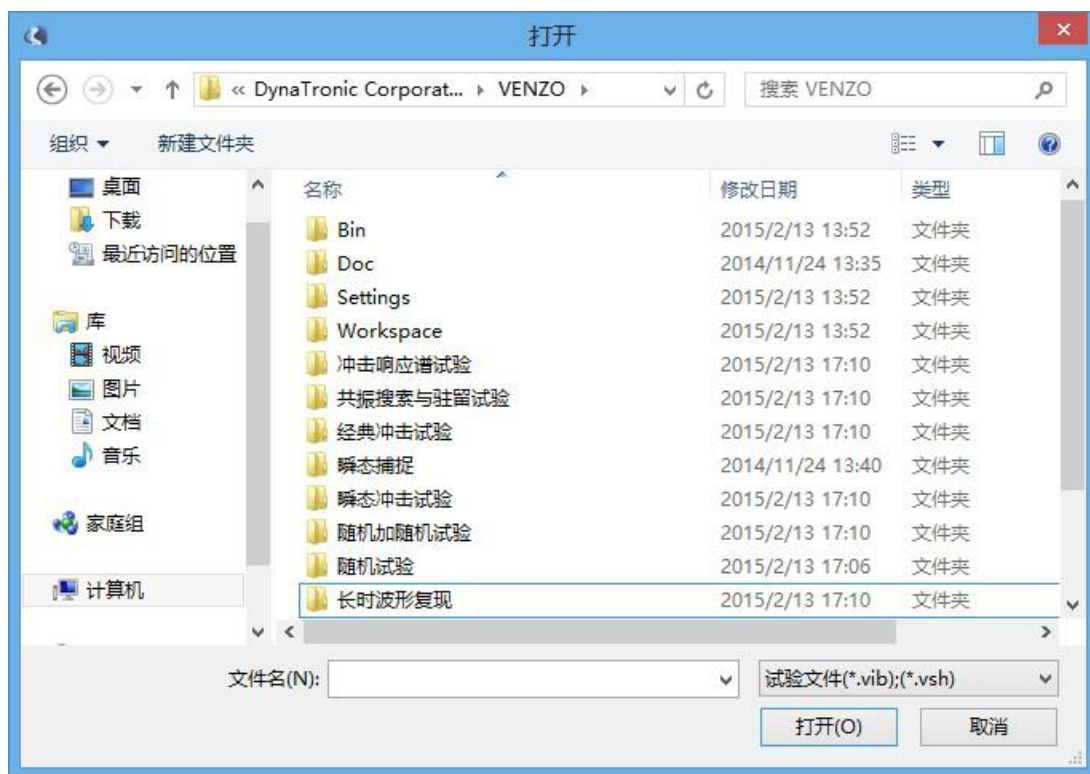 打开
« DynaTronic Corporat... VENZO
搜索 VENZO
组织 新建文件夹
桌面
下载
最近访问的位置
库
视频
图片
文档
音乐
家庭组
计算机
名称 修改日期 类型
Bin 2015/2/13 13:52 文件夹
Doc 2014/11/24 13:35 文件夹
Settings 2015/2/13 13:52 文件夹
Workspace 2015/2/13 13:52 文件夹
冲击响应谱试验 2015/2/13 17:10 文件夹
共振搜索与驻留试验 2015/2/13 17:10 文件夹
经典冲击试验 2015/2/13 17:10 文件夹
瞬态捕捉 2014/11/24 13:40 文件夹
瞬态冲击试验 2015/2/13 17:10 文件夹
随机加随机试验 2015/2/13 17:10 文件夹
随机试验 2015/2/13 17:06 文件夹
长时波形复现 2015/2/13 17:10 文件夹
文件名(N): 试验文件(*.vib);(*.vsh)
打开(O) 取消